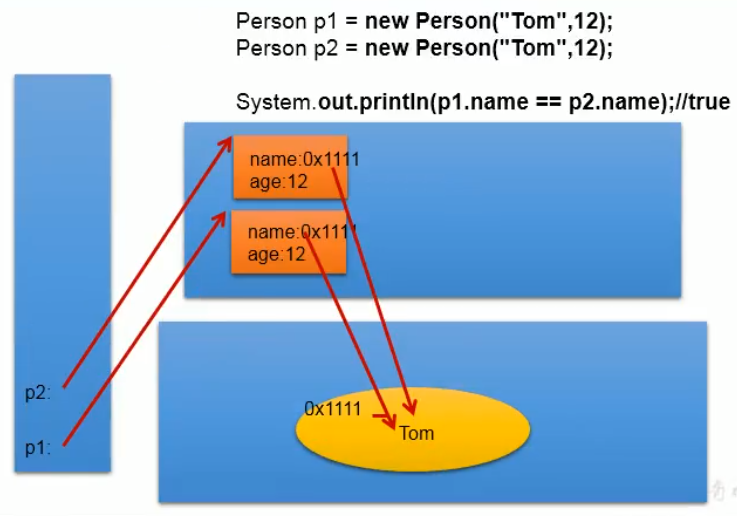 Person p1 = new Person("Tom",12);
Person p2 = new Person("Tom",12);
System.out.println(p1.name == p2.name);//true
name:0x1111
age:12
name:0x1111
age:12
p2:
p1:
0x1111
Tom